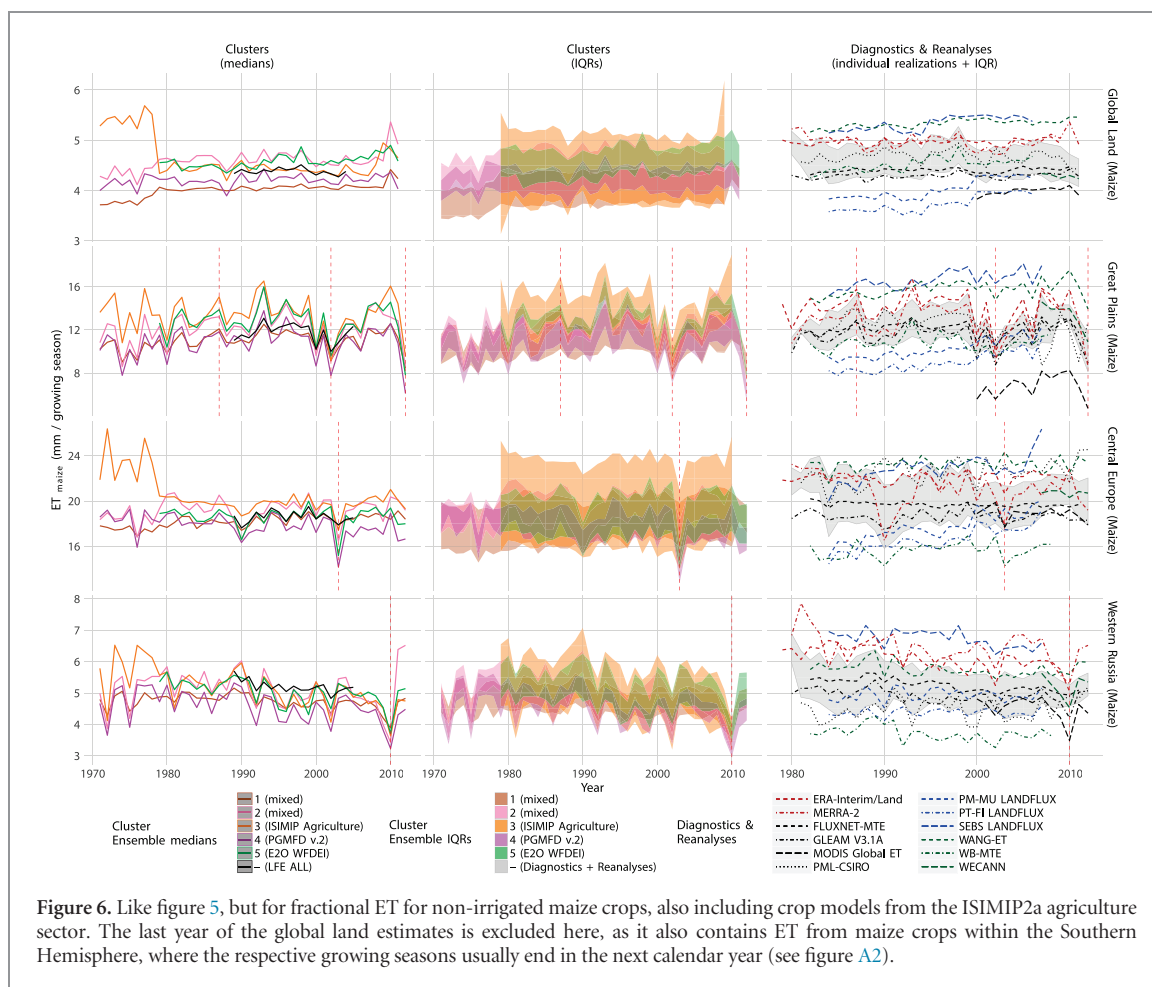 Clusters
(medians)
Clusters
(IQRs)
Diagnostics & Reanalyses
(individual realizations + IQR)
6
5
4
3
Global Land (Maize)
16
12
8
Great Plains (Maize)
ET maize (mm / growing season)
24
20
16
Central Europe (Maize)
8
7
6
5
4
3
Western Russia (Maize)
1970 1980 1990 2000 2010
1970 1980 1990 2000 2010
1980 1990 2000 2010
Year
Cluster
Ensemble medians
1 (mixed)
2 (mixed)
3 (ISIMIP Agriculture)
4 (PGMFD v.2)
5 (E2O WFDEI)
– (LFE ALL)
Cluster
Ensemble IQRs
1 (mixed)
2 (mixed)
3 (ISIMIP Agriculture)
4 (PGMFD v.2)
5 (E2O WFDEI)
– (Diagnostics + Reanalyses)
Diagnostics &
Reanalyses
ERA-Interim/Land
MERRA-2
FLUXNET-MTE
GLEAM V3.1A
MODIS Global ET
PML-CSIRO
PM-MU LANDFLUX
PT-FI LANDFLUX
SEBS LANDFLUX
WANG-ET
WB-MTE
WECANN
Figure 6. Like figure 5, but for fractional ET for non-irrigated maize crops, also including crop models from the ISIMIP2a agriculture
sector. The last year of the global land estimates is excluded here, as it also contains ET from maize crops within the Southern
Hemisphere, where the respective growing seasons usually end in the next calendar year (see figure A2).